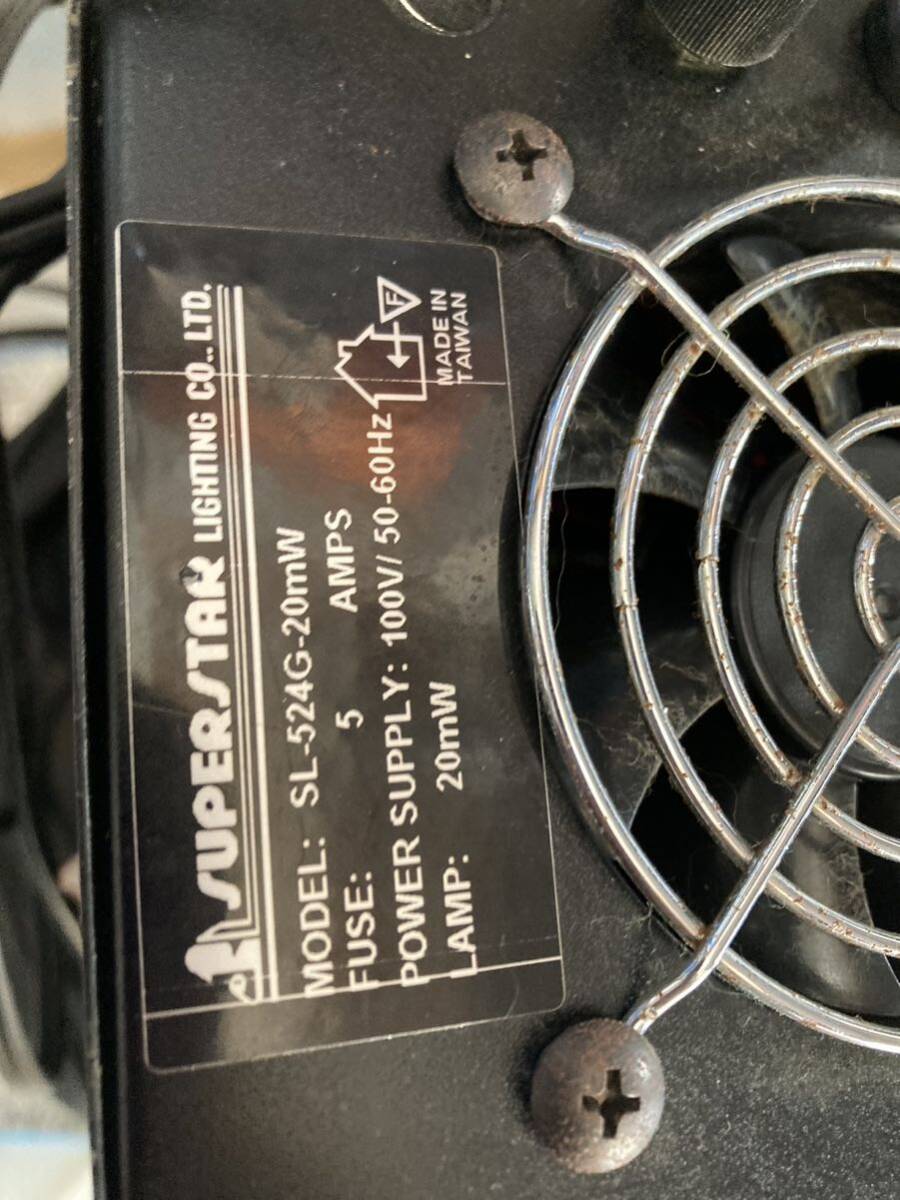 SUPERSTAR LIGHTING CO., LTD.
MODEL: SL-524G-20mW
FUSE: 5 AMPS
POWER SUPPLY: 100V/ 50-60Hz
LAMP: 20mW
F
MADE IN
TAIWAN